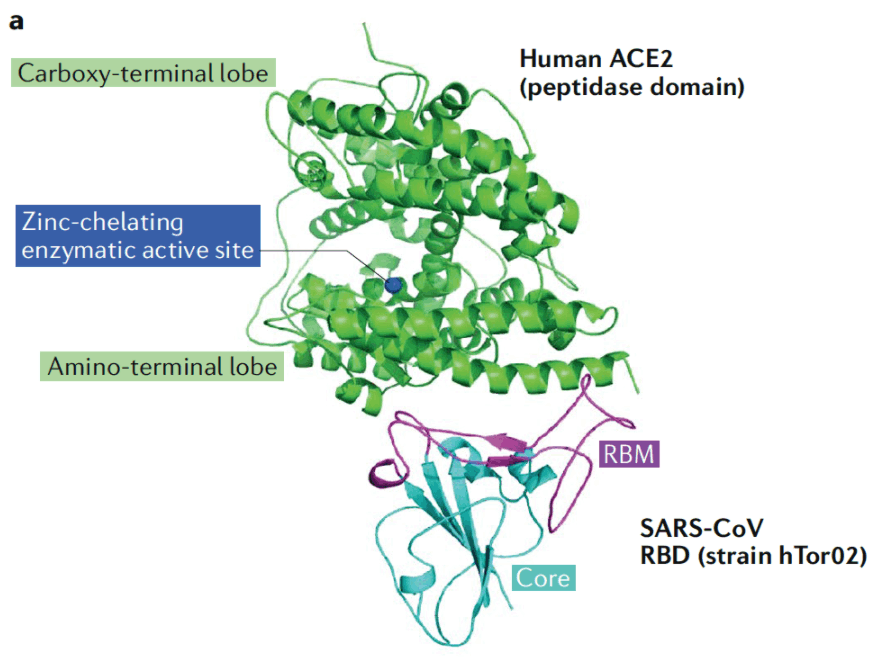 a
Carboxy-terminal lobe
Human ACE2
(peptidase domain)
Zinc-chelating
enzymatic active site
Amino-terminal lobe
RBM
SARS-CoV
RBD (strain hTor02)
Core